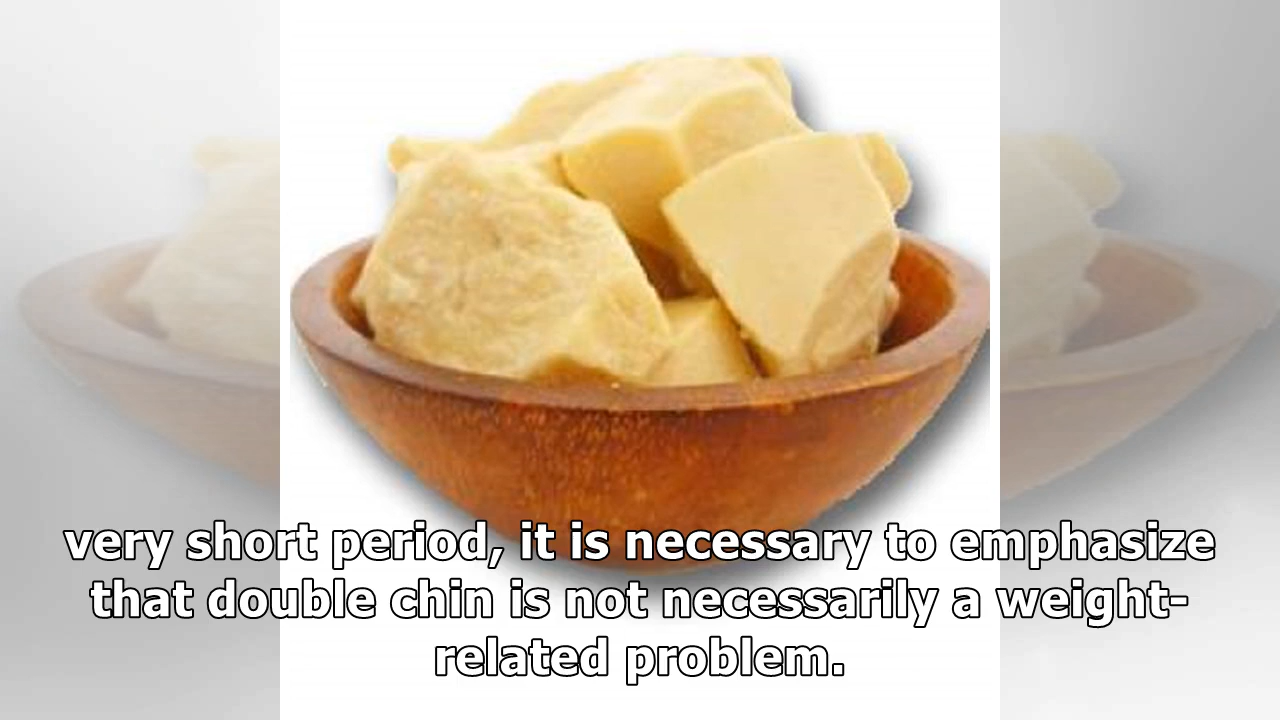 very short period, it is necessary to emphasize
that double chin is not necessarily a weight-
related problem.